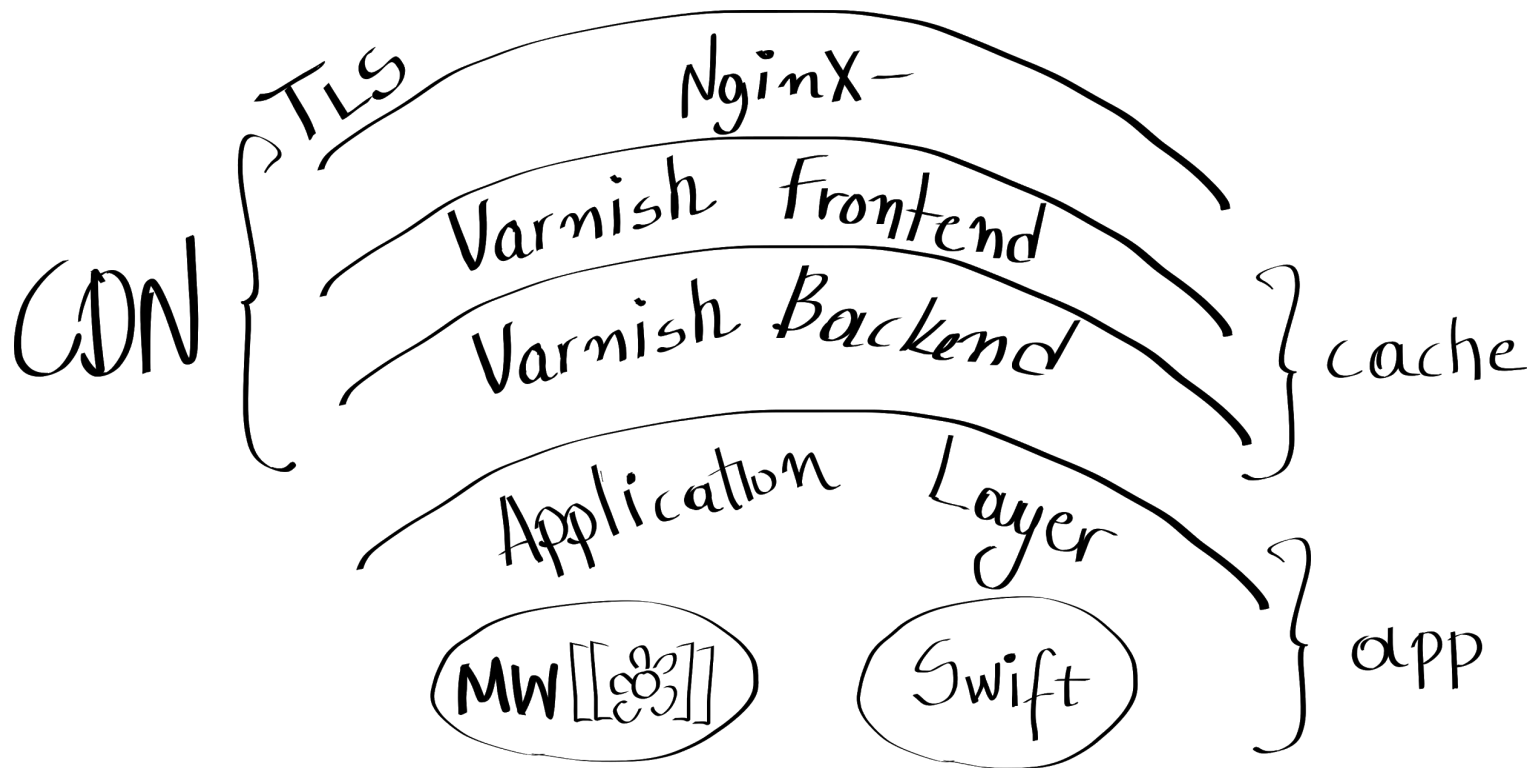 TLS
Nginx-
Varnish Frontend
CDN
Varnish Backend
cache
Application Layer
MW[[ ]]
Swift
app